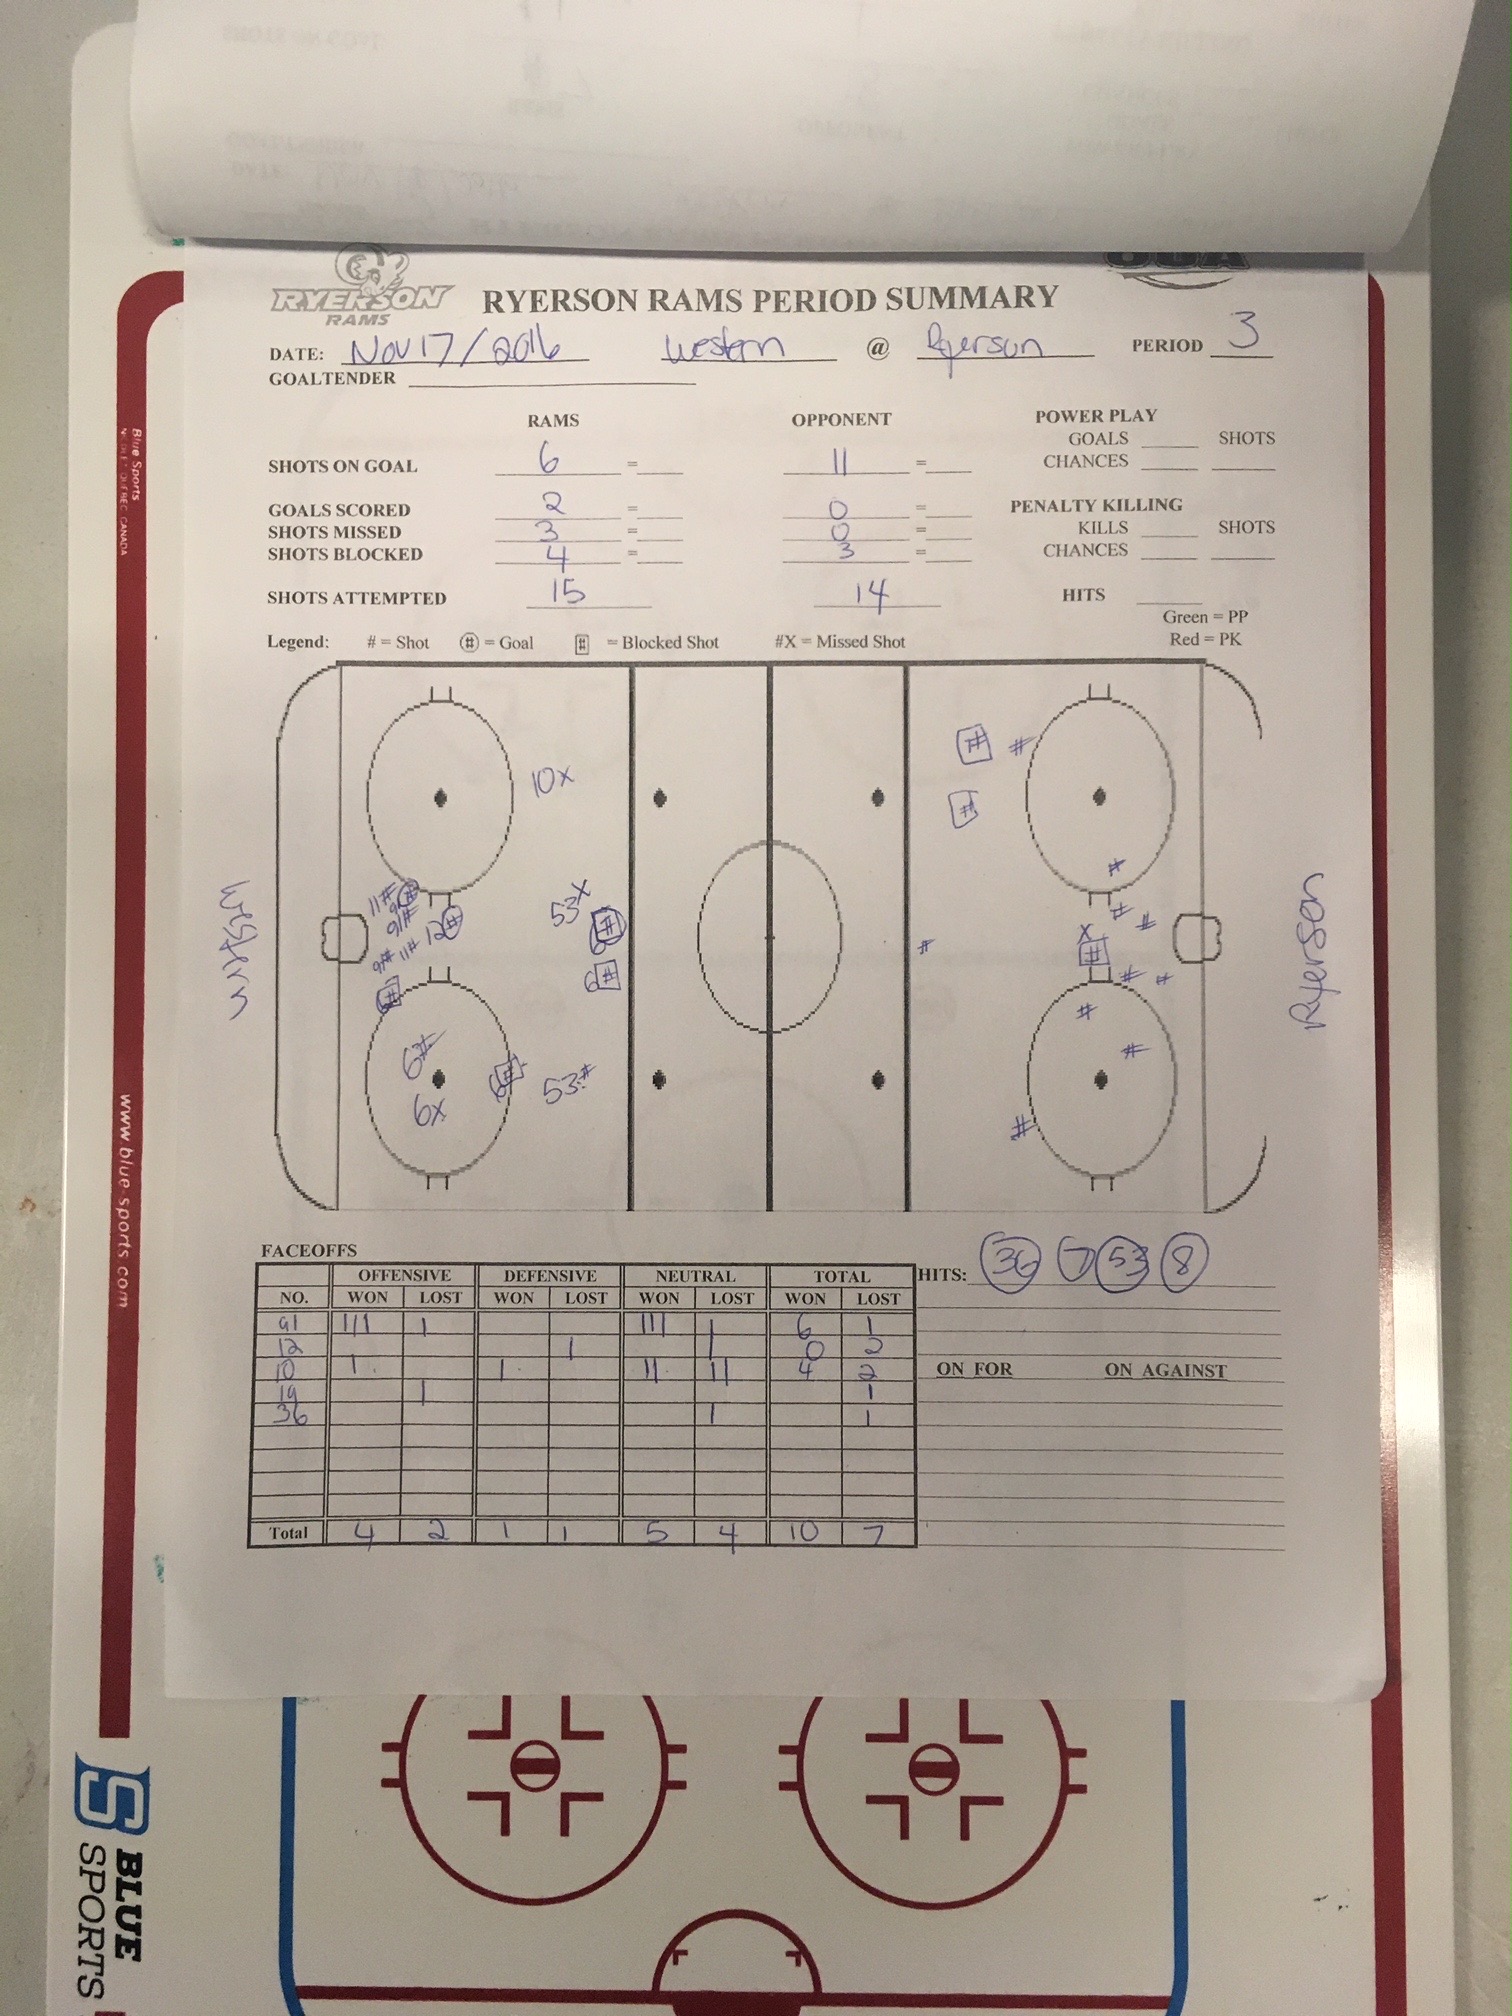 RYERSON
RAMS
RYERSON RAMS PERIOD SUMMARY
DATE: Nov 17/2016 Western @ Ryerson PERIOD 3
GOALTENDER
RAMS OPPONENT POWER PLAY
GOALS SHOTS
SHOTS ON GOAL 6 = 11 = CHANCES
GOALS SCORED 2 = 0 = PENALTY KILLING
SHOTS MISSED 3 = 0 = KILLS SHOTS
SHOTS BLOCKED 4 = 3 = CHANCES
SHOTS ATTEMPTED 15 14 HITS
Green = PP
Legend: # = Shot # = Goal # = Blocked Shot #X = Missed Shot Red = PK
# #
10x
#
#
11# #
91# 12# 53x # # #
91# 11# # x #
6# # #
# #
6# 6# 53# #
6x
#
Western
Ryerson
FACEOFFS
HITS: 36 7 53 8
OFFENSIVE DEFENSIVE NEUTRAL TOTAL
NO. WON LOST WON LOST WON LOST WON LOST
91 III I III I 6 1
12 I I 0 2
10 I I II II 4 2
19 I 1
36 I 1
Total 4 2 1 1 5 4 10 7
ON FOR ON AGAINST
Blue Sports
www.blue-sports.com
BLUE
SPORTS